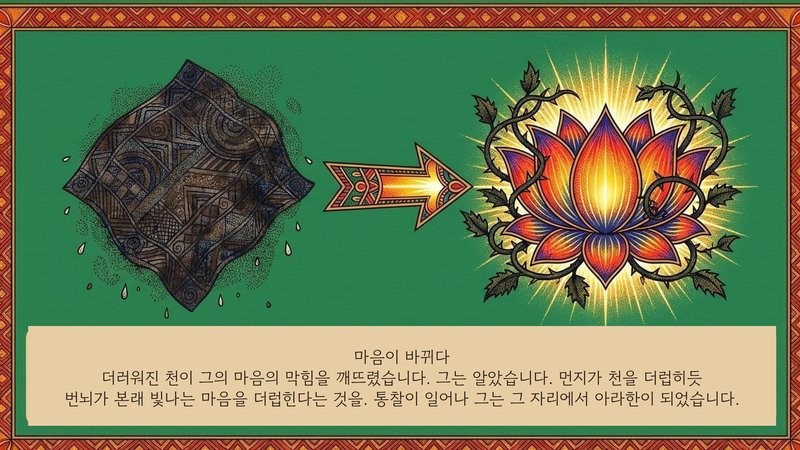 마음이 바뀌다
더러워진 천이 그의 마음의 막힘을 깨뜨렸습니다. 그는 알았습니다. 먼지가 천을 더럽히듯
번뇌가 본래 빛나는 마음을 더럽힌다는 것을. 통찰이 일어나 그는 그 자리에서 아라한이 되었습니다.